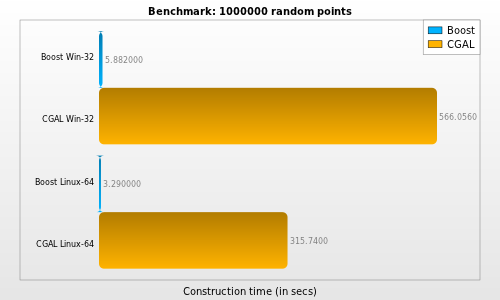 Benchmark: 1000000 random points
Boost
CGAL
Boost Win-32
5.882000
CGAL Win-32
566.0560
Boost Linux-64
3.290000
CGAL Linux-64
315.7400
Construction time (in secs)